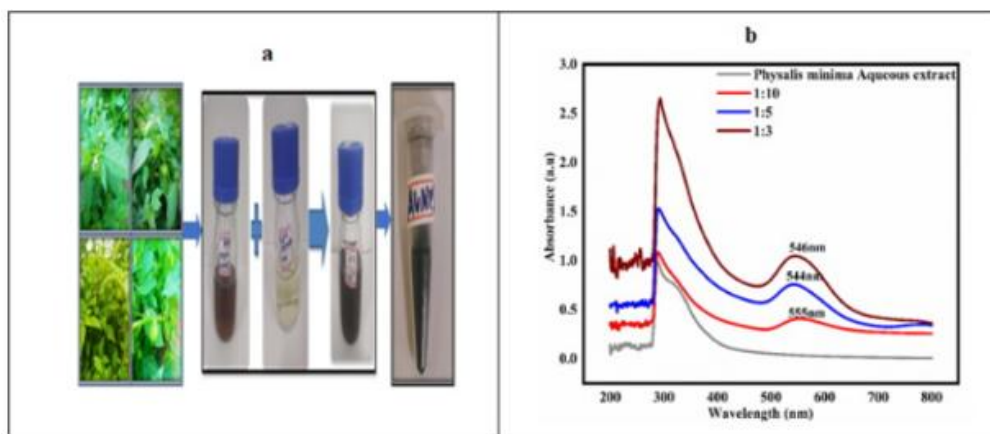 a
AuNPs
b
Physalis minima Aqueous extract
1:10
1:5
1:3
3.0
2.5
2.0
1.5
1.0
0.5
0.0
Absorbance (a.u)
546nm
544nm
555nm
200 300 400 500 600 700 800
Wavelength (nm)